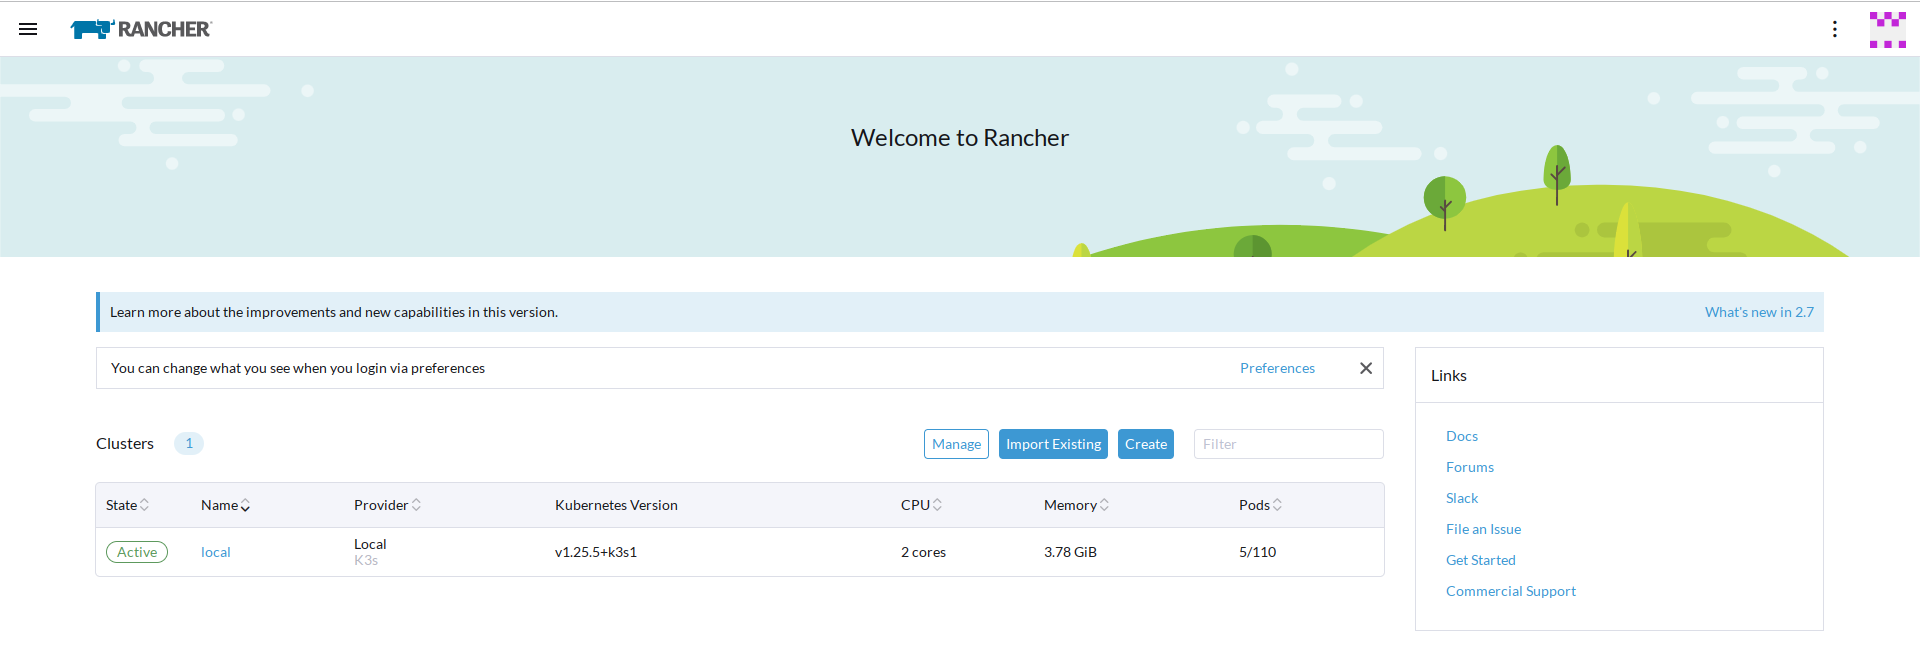 RANCHER
Welcome to Rancher
Learn more about the improvements and new capabilities in this version.
What's new in 2.7
You can change what you see when you login via preferences
Preferences
Links
Clusters 1
Manage Import Existing Create Filter
Docs
Forums
Slack
File an Issue
Get Started
Commercial Support
State Name Provider Kubernetes Version CPU Memory Pods
Active local Local v1.25.5+k3s1 2 cores 3.78 GiB 5/110
K3s